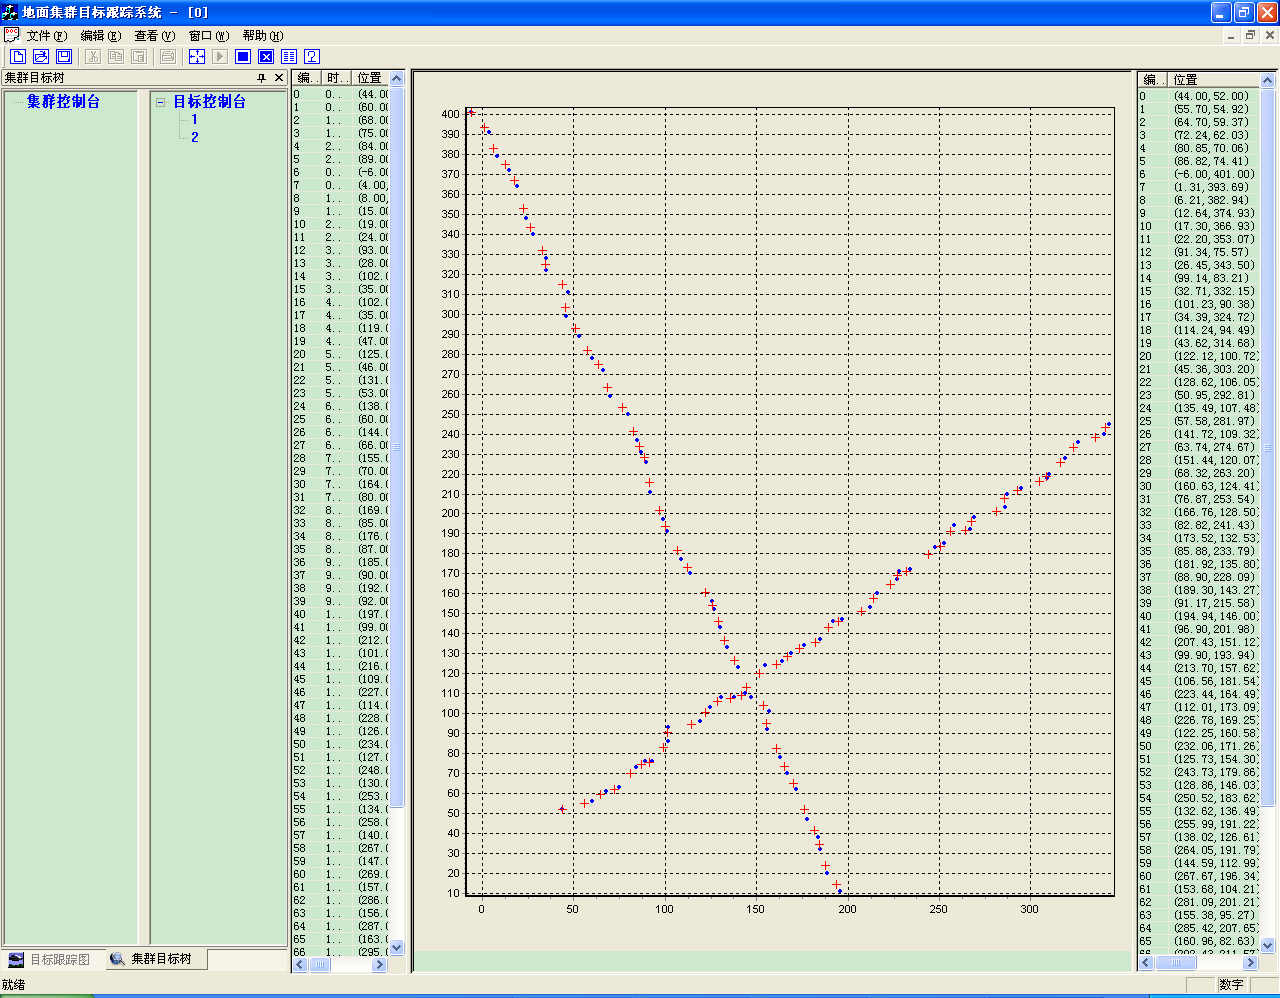 地面集群目标跟踪系统 - [0]
文件(F) 编辑(E) 查看(V) 窗口(W) 帮助(H)
集群目标树
集群控制台
目标控制台
1
2
目标跟踪图
集群目标树
编.. 时.. 位置
0 0.. (44.00
1 0.. (60.00
2 1.. (68.00
3 1.. (75.00
4 2.. (84.00
5 2.. (89.00
6 0.. (-6.00
7 0.. (4.00,
8 1.. (8.00,
9 1.. (15.00
10 2.. (19.00
11 2.. (24.00
12 3.. (93.00
13 3.. (28.00
14 3.. (102.(
15 3.. (35.00
16 4.. (102.(
17 4.. (35.00
18 4.. (119.(
19 4.. (47.00
20 5.. (125.(
21 5.. (46.00
22 5.. (131.(
23 5.. (53.00
24 6.. (138.(
25 6.. (60.00
26 6.. (144.(
27 6.. (66.00
28 7.. (155.(
29 7.. (70.00
30 7.. (164.(
31 7.. (80.00
32 8.. (169.(
33 8.. (85.00
34 8.. (176.(
35 8.. (87.00
36 9.. (185.(
37 9.. (90.00
38 9.. (192.(
39 9.. (92.00
40 1.. (197.(
41 1.. (99.00
42 1.. (212.(
43 1.. (101.(
44 1.. (216.(
45 1.. (109.(
46 1.. (227.(
47 1.. (114.(
48 1.. (228.(
49 1.. (126.(
50 1.. (234.(
51 1.. (127.(
52 1.. (248.(
53 1.. (130.(
54 1.. (253.(
55 1.. (134.(
56 1.. (258.(
57 1.. (140.(
58 1.. (267.(
59 1.. (147.(
60 1.. (269.(
61 1.. (157.(
62 1.. (286.(
63 1.. (156.(
64 1.. (287.(
65 1.. (163.(
66 1.. (295.(
400
390
380
370
360
350
340
330
320
310
300
290
280
270
260
250
240
230
220
210
200
190
180
170
160
150
140
130
120
110
100
90
80
70
60
50
40
30
20
10
0 50 100 150 200 250 300
编.. 位置
0 (44.00,52.00)
1 (55.70,54.92)
2 (64.70,59.37)
3 (72.24,62.03)
4 (80.85,70.06)
5 (86.82,74.41)
6 (-6.00,401.00)
7 (1.31,393.69)
8 (6.21,382.94)
9 (12.64,374.93)
10 (17.30,366.93)
11 (22.20,353.07)
12 (91.34,75.57)
13 (26.45,343.50)
14 (99.14,83.21)
15 (32.71,332.15)
16 (101.23,90.38)
17 (34.39,324.72)
18 (114.24,94.49)
19 (43.62,314.68)
20 (122.12,100.72)
21 (45.36,303.20)
22 (128.62,106.05)
23 (50.95,292.81)
24 (135.49,107.48)
25 (57.58,281.97)
26 (141.72,109.32)
27 (63.74,274.67)
28 (151.44,120.07)
29 (68.32,263.20)
30 (160.63,124.41)
31 (76.87,253.54)
32 (166.76,128.50)
33 (82.82,241.43)
34 (173.52,132.53)
35 (85.88,233.79)
36 (181.92,135.80)
37 (88.90,228.09)
38 (189.30,143.27)
39 (91.17,215.58)
40 (194.94,146.00)
41 (96.90,201.98)
42 (207.43,151.12)
43 (99.90,193.94)
44 (213.70,157.62)
45 (106.56,181.54)
46 (223.44,164.49)
47 (112.01,173.09)
48 (226.78,169.25)
49 (122.25,160.58)
50 (232.06,171.26)
51 (125.73,154.30)
52 (243.73,179.86)
53 (128.86,146.03)
54 (250.52,183.62)
55 (132.62,136.49)
56 (255.99,191.22)
57 (138.02,126.61)
58 (264.05,191.79)
59 (144.59,112.99)
60 (267.67,196.34)
61 (153.68,104.21)
62 (281.09,201.21)
63 (155.38,95.27)
64 (285.42,207.65)
65 (160.96,82.63)
就绪
数字